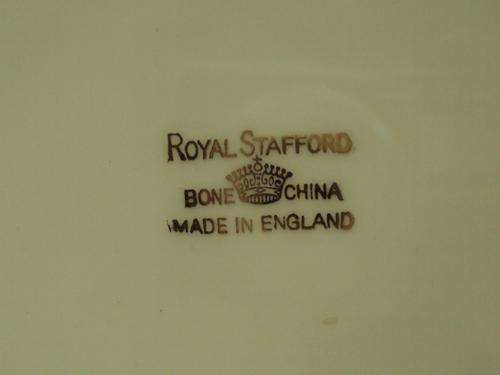 ROYAL STAFFORD
BONE CHINA
MADE IN ENGLAND